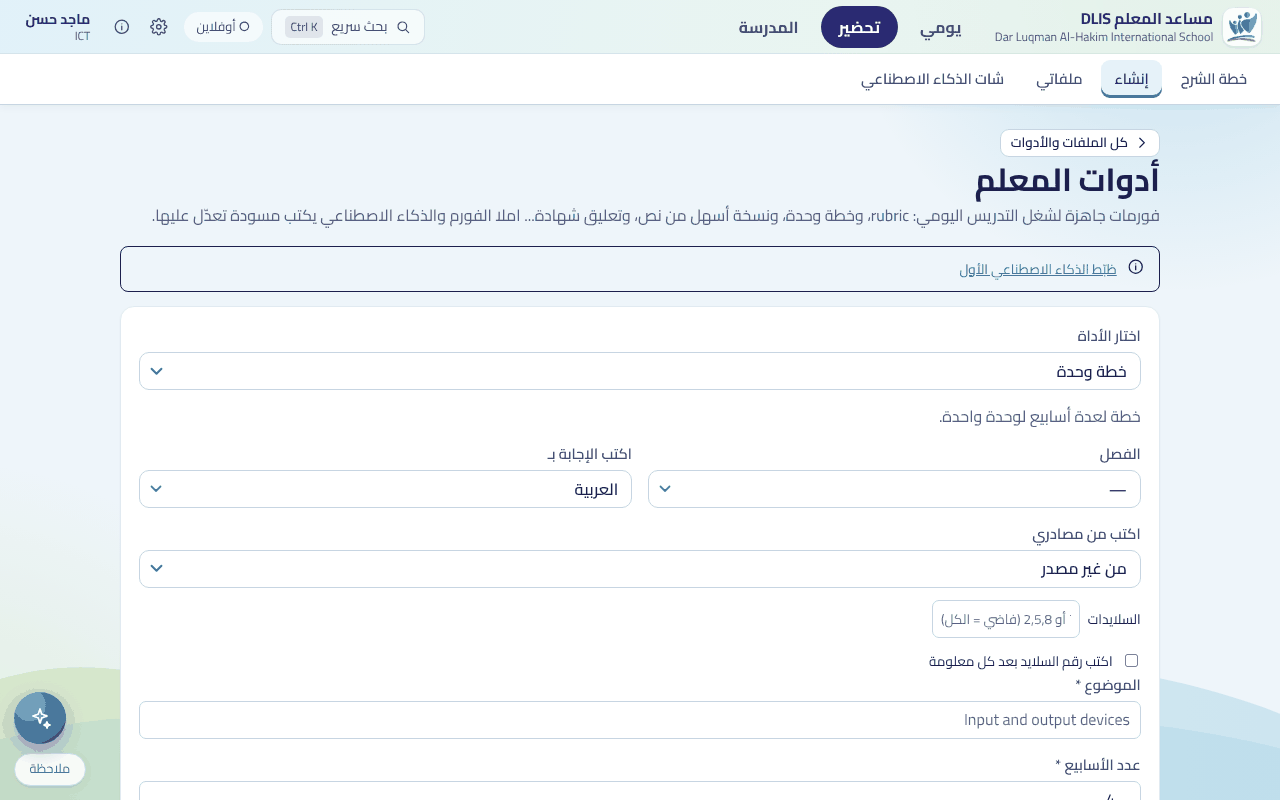 مساعد المعلم DLIS
Dar Luqman Al-Hakim International School
يومي
تحضير
المدرسة
بحث سريع Ctrl K
أوفلاين
ماجد حسن
ICT
خطة الشرح
إنشاء
ملفاتي
شات الذكاء الاصطناعي
كل الملفات والأدوات
أدوات المعلم
فورمات جاهزة لشغل التدريس اليومي: rubric، وخطة وحدة، ونسخة أسهل من نص، وتعليق شهادة... املا الفورم والذكاء الاصطناعي يكتب مسودة تعدّل عليها.
ظبّط الذكاء الاصطناعي الأول
اختار الأداة
خطة وحدة
خطة لعدة أسابيع لوحدة واحدة.
الفصل
—
اكتب الإجابة بـ
العربية
اكتب من مصادري
من غير مصدر
السلايدات
أو 2,5,8 (فاضي = الكل)
اكتب رقم السلايد بعد كل معلومة
الموضوع *
Input and output devices
عدد الأسابيع *
ملاحظة